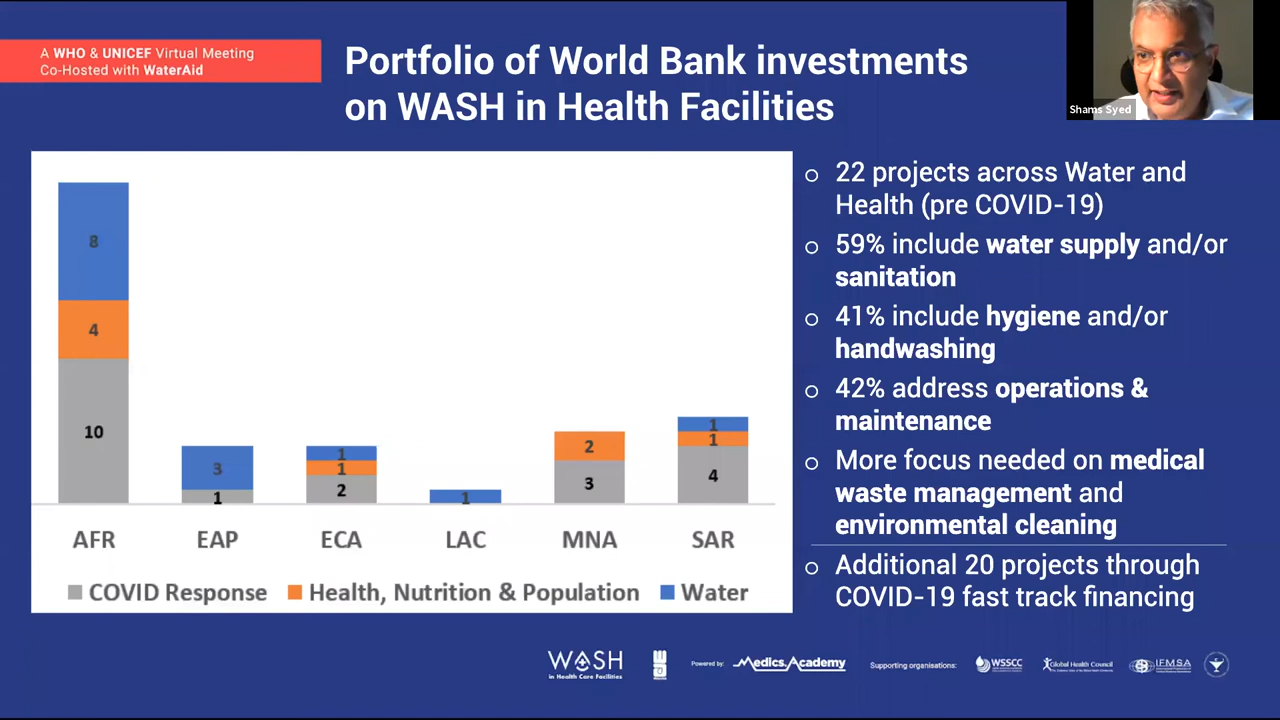 A WHO & UNICEF Virtual Meeting
Co-Hosted with WaterAid
Portfolio of World Bank investments
on WASH in Health Facilities
Shams Syed
8
4
10
3
1
1
1
2
1
2
3
1
1
4
AFR EAP ECA LAC MNA SAR
COVID Response Health, Nutrition & Population Water
22 projects across Water and
Health (pre COVID-19)
59% include water supply and/or
sanitation
41% include hygiene and/or
handwashing
42% address operations &
maintenance
More focus needed on medical
waste management and
environmental cleaning
Additional 20 projects through
COVID-19 fast track financing
WASH
in Health Care Facilities
Powered by:
Medics.Academy
Supporting organisations:
WSSCC
Global Health Council
IFMSA